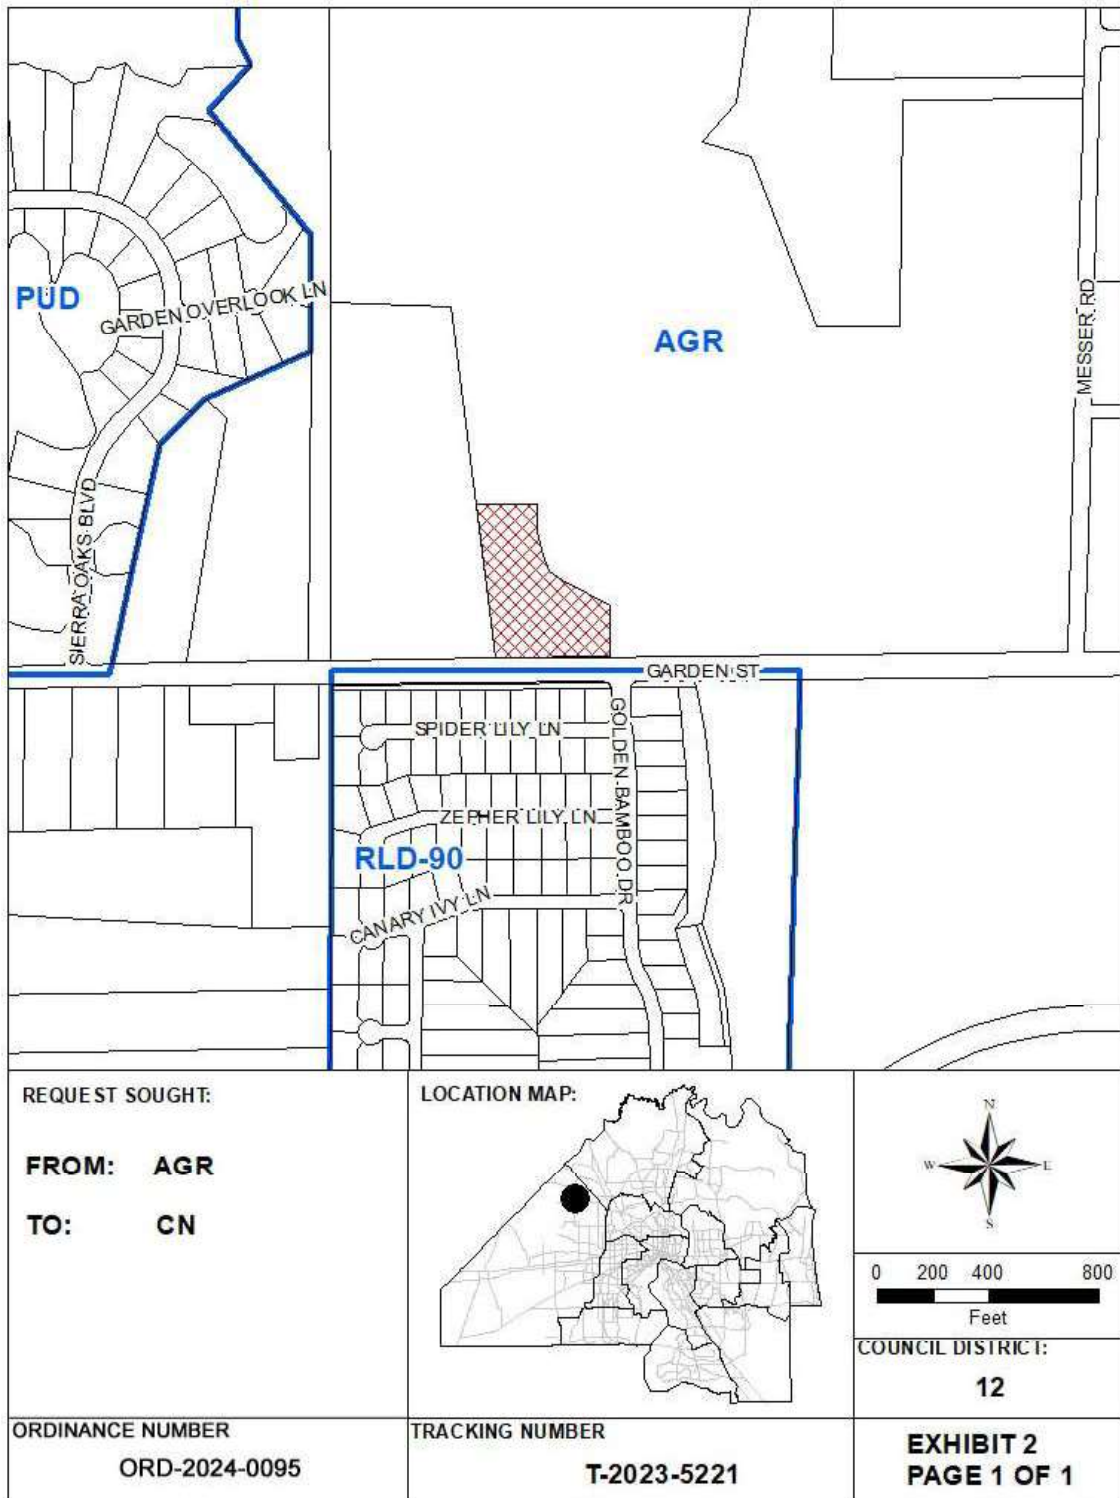 PUD
GARDEN OVERLOOK LN
AGR
MESSER RD
SIERRA OAKS BLVD
GARDEN ST
SPIDER LILY LN
GOLDEN BAMBOO DR
ZEPHER LILY LN
RLD-90
CANARY IVY LN
REQUEST SOUGHT:
FROM: AGR
TO: CN
LOCATION MAP:
N
W E
S
0 200 400 800
Feet
COUNCIL DISTRICT:
12
ORDINANCE NUMBER
ORD-2024-0095
TRACKING NUMBER
T-2023-5221
EXHIBIT 2
PAGE 1 OF 1